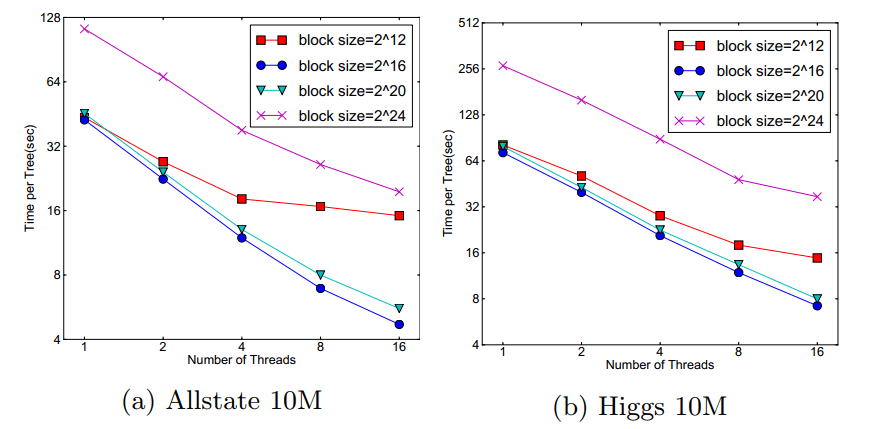 128
64
32
16
8
4
Time per Tree(sec)
block size=2^12
block size=2^16
block size=2^20
block size=2^24
1 2 4 8 16
Number of Threads
(a) Allstate 10M
512
256
128
64
32
16
8
4
Time per Tree(sec)
block size=2^12
block size=2^16
block size=2^20
block size=2^24
1 2 4 8 16
Number of Threads
(b) Higgs 10M